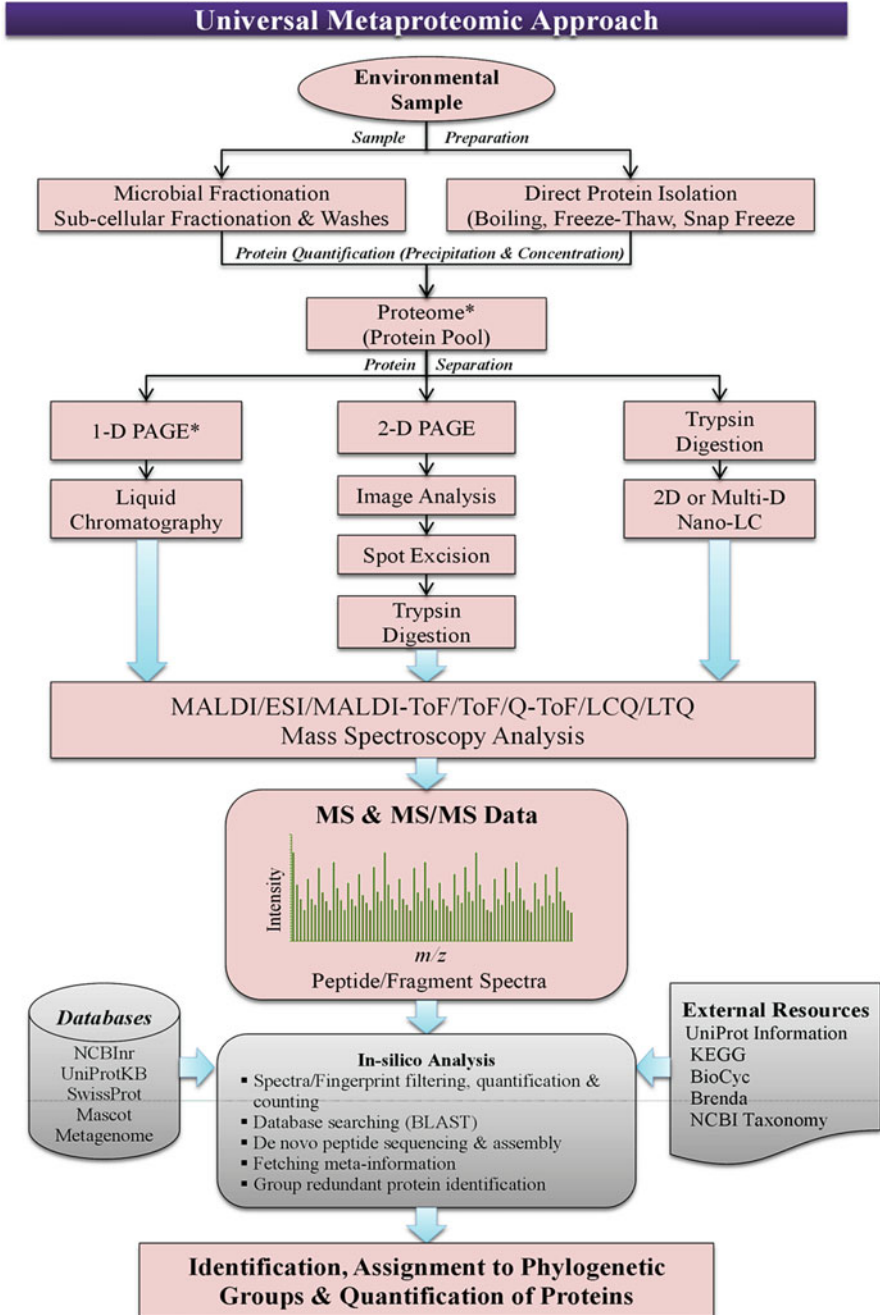 Universal Metaproteomic Approach
Environmental
Sample
Sample Preparation
Microbial Fractionation
Sub-cellular Fractionation & Washes
Direct Protein Isolation
(Boiling, Freeze-Thaw, Snap Freeze
Protein Quantification (Precipitation & Concentration)
Proteome*
(Protein Pool)
Protein Separation
1-D PAGE*
2-D PAGE
Trypsin
Digestion
Liquid
Chromatography
Image Analysis
2D or Multi-D
Nano-LC
Spot Excision
Trypsin
Digestion
MALDI/ESI/MALDI-ToF/ToF/Q-ToF/LCQ/LTQ
Mass Spectroscopy Analysis
MS & MS/MS Data
Intensity
m/z
Peptide/Fragment Spectra
Databases
NCBInr
UniProtKB
SwissProt
Mascot
Metagenome
In-silico Analysis
▪ Spectra/Fingerprint filtering, quantification &
counting
▪ Database searching (BLAST)
▪ De novo peptide sequencing & assembly
▪ Fetching meta-information
▪ Group redundant protein identification
External Resources
UniProt Information
KEGG
BioCyc
Brenda
NCBI Taxonomy
Identification, Assignment to Phylogenetic
Groups & Quantification of Proteins